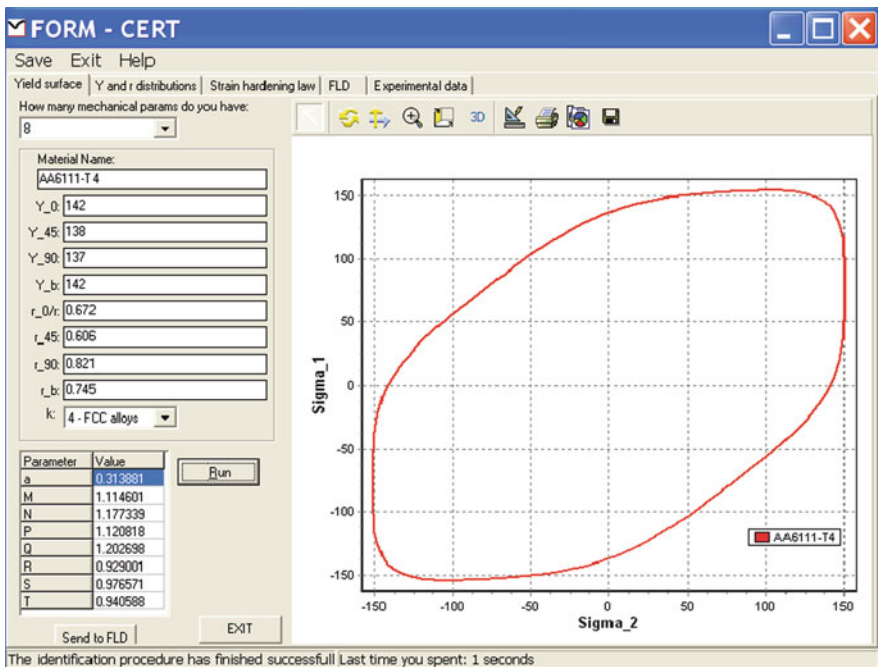 FORM - CERT
Save Exit Help
Yield surface Y and r distributions Strain hardening law FLD Experimental data
How many mechanical params do you have:
8
3D
Material Name:
AA6111-T4
Y_0: 142
Y_45: 138
Y_90: 137
Y_b: 142
r_0/r: 0.672
r_45: 0.606
r_90: 0.821
r_b: 0.745
k: 4 - FCC alloys
Parameter Value
a 0.313881
M 1.114601
N 1.177339
P 1.120818
Q 1.202698
R 0.929001
S 0.976571
T 0.940588
Run
Send to FLD
EXIT
150
100
50
0
-50
-100
-150
Sigma_1
-150 -100 -50 0 50 100 150
Sigma_2
AA6111-T4
The identification procedure has finished successfull Last time you spent: 1 seconds